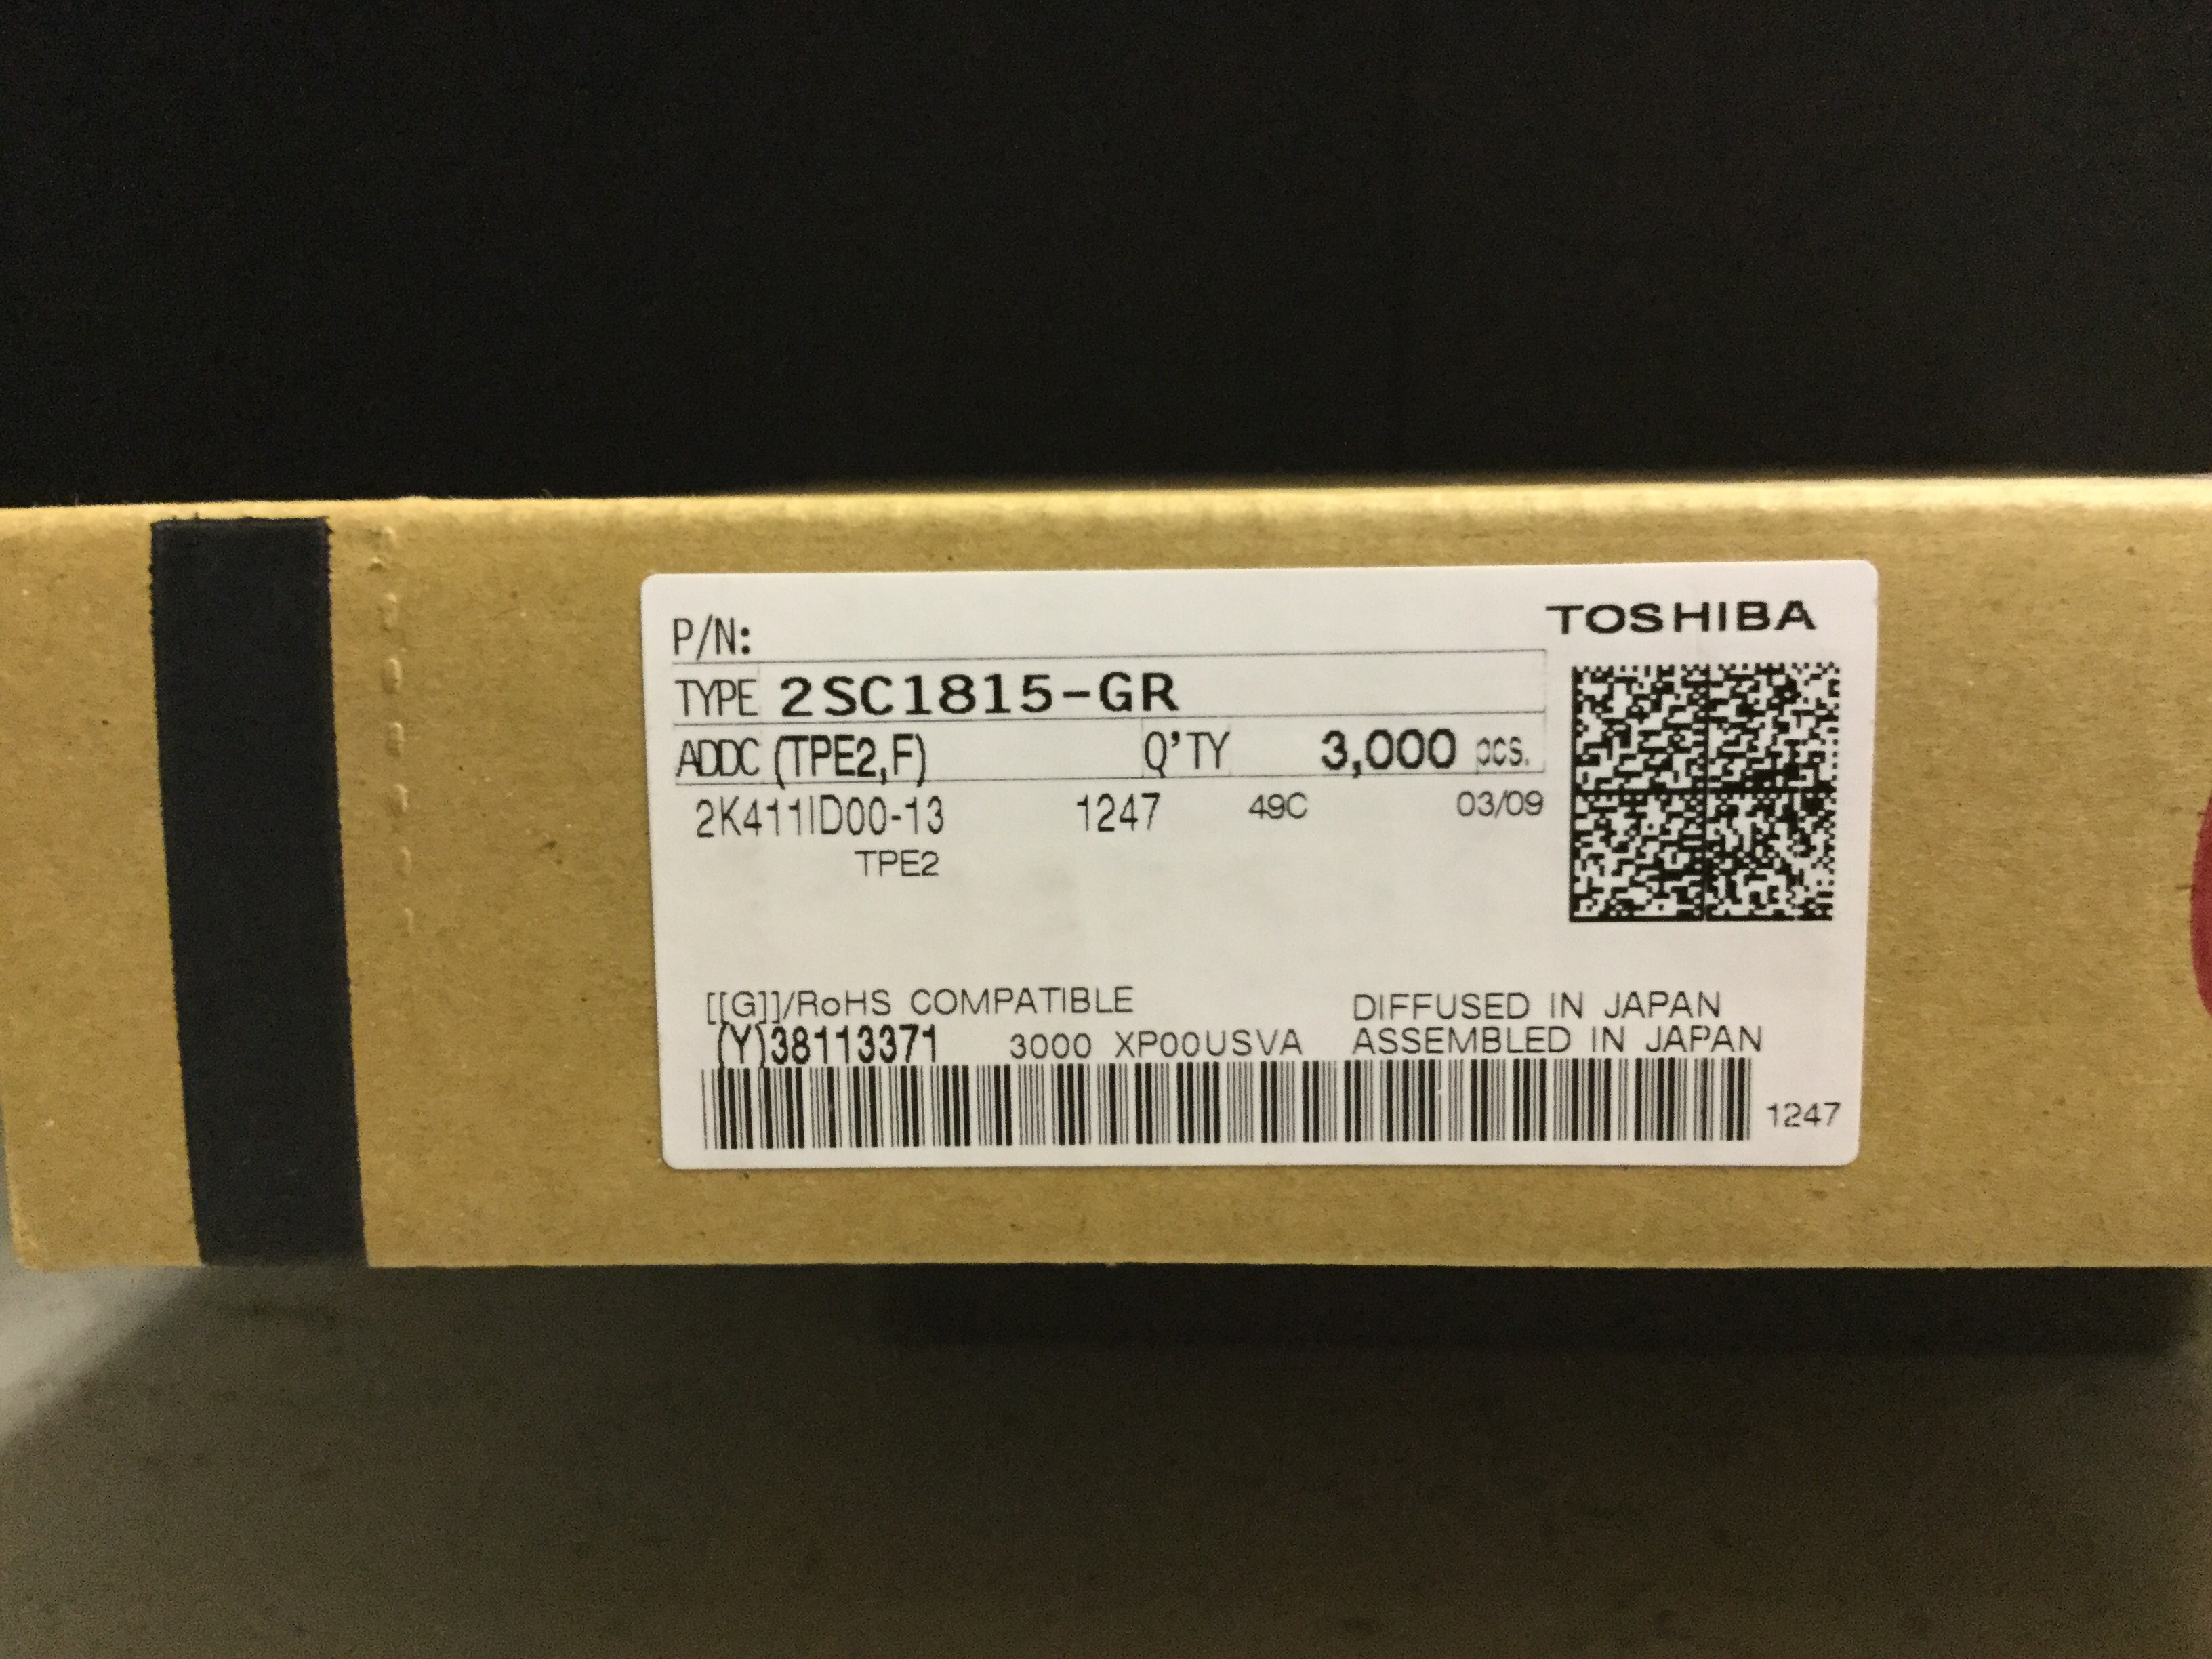 TOSHIBA
P/N:
TYPE 2SC1815-GR
ADDC (TPE2,F) Q'TY 3,000 pcs.
2K411ID00-13 1247 49C 03/09
TPE2
[[G]]/RoHS COMPATIBLE DIFFUSED IN JAPAN
(Y)38113371 3000 XP00USVA ASSEMBLED IN JAPAN
1247